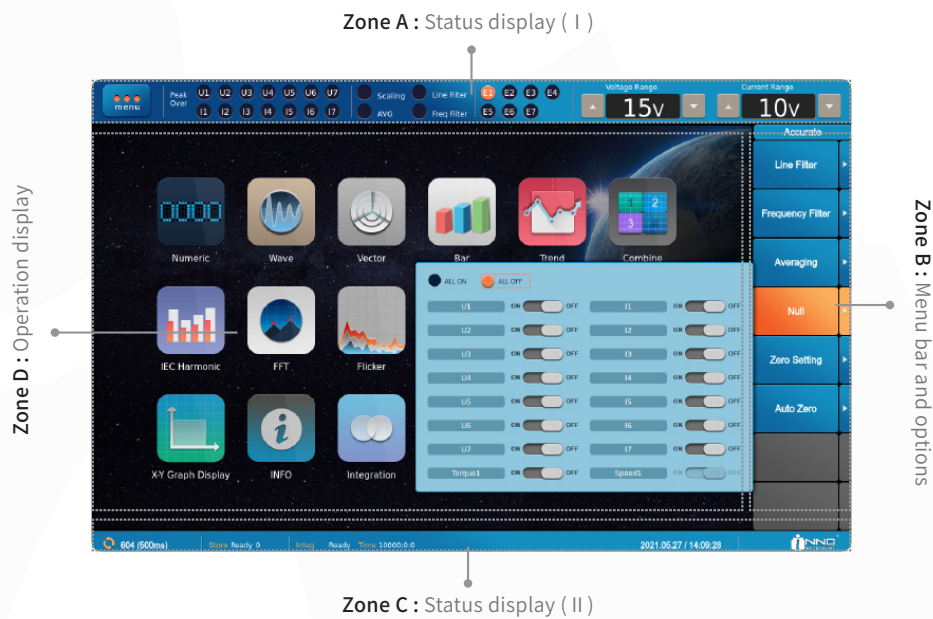 Zone A : Status display ( I )
menu
Peak Over
U1 U2 U3 U4 U5 U6 U7
I1 I2 I3 I4 I5 I6 I7
Scaling
AVG
Line Filter
Freq Filter
E1 E2 E3 E4
E5 E6 E7
Voltage Range
15V
Current Range
10V
Accurate
Line Filter
Frequency Filter
Averaging
Null
Zero Setting
Auto Zero
Zone B : Menu bar and options
Zone D : Operation display
0000
Numeric
Wave
Vector
Bar
Trend
1 2
3
Combine
IEC Harmonic
FFT
Flicker
X-Y Graph Display
i
INFO
Integration
ALL ON ALL OFF
U1 ON OFF I1 ON OFF
U2 ON OFF I2 ON OFF
U3 ON OFF I3 ON OFF
U4 ON OFF I4 ON OFF
U5 ON OFF I5 ON OFF
U6 ON OFF I6 ON OFF
U7 ON OFF I7 ON OFF
Torque1 ON OFF Speed1 ON OFF
604 (500ms) Store Ready 0 Integ Ready Time 10000:0:0 2021.05.27 / 14:09:28
INNO
Zone C : Status display ( II )